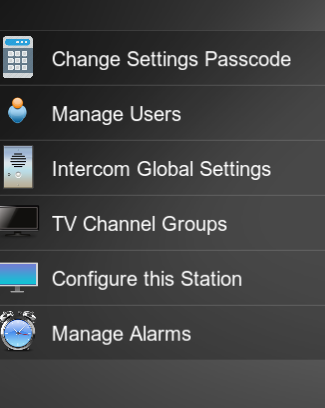 Change Settings Passcode
Manage Users
Intercom Global Settings
TV Channel Groups
Configure this Station
Manage Alarms